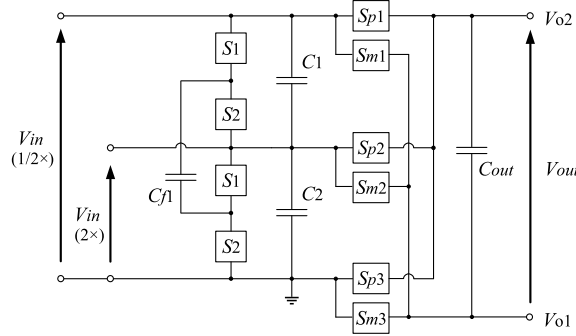 Sp1
Vo2
S1
C1
Sm1
S2
Vin
(1/2×)
Sp2
Cout
Vout
S1
Sm2
Cf1
C2
Vin
(2×)
S2
Sp3
Sm3
Vo1